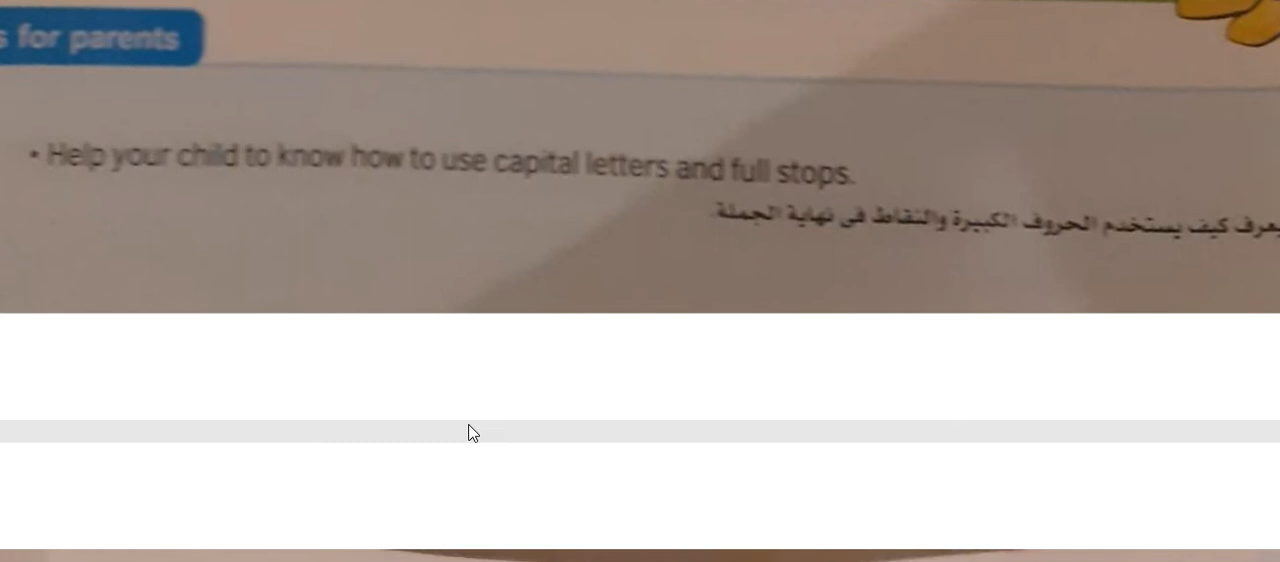 for parents
• Help your child to know how to use capital letters and full stops.
يعرف كيف يستخدم الحروف الكبيرة والنقاط فى نهاية الجملة.